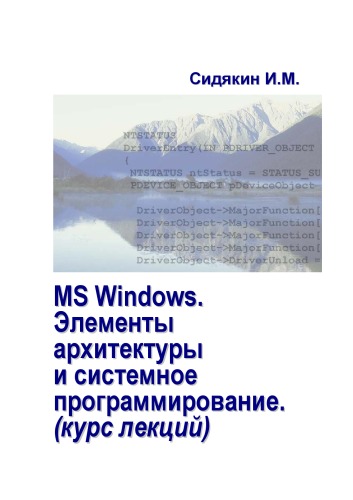 Сидякин И.М.
NTSTATUS
DriverEntry(IN PDRIVER_OBJECT
{
NTSTATUS ntStatus = STATUS_SU
PDEVICE_OBJECT pDeviceObject
DriverObject->MajorFunction[
DriverObject->MajorFunction[
DriverObject->MajorFunction[
DriverObject->MajorFunction[
DriverObject->DriverUnload =
MS Windows.
Элементы
архитектуры
и системное
программирование.
(курс лекций)